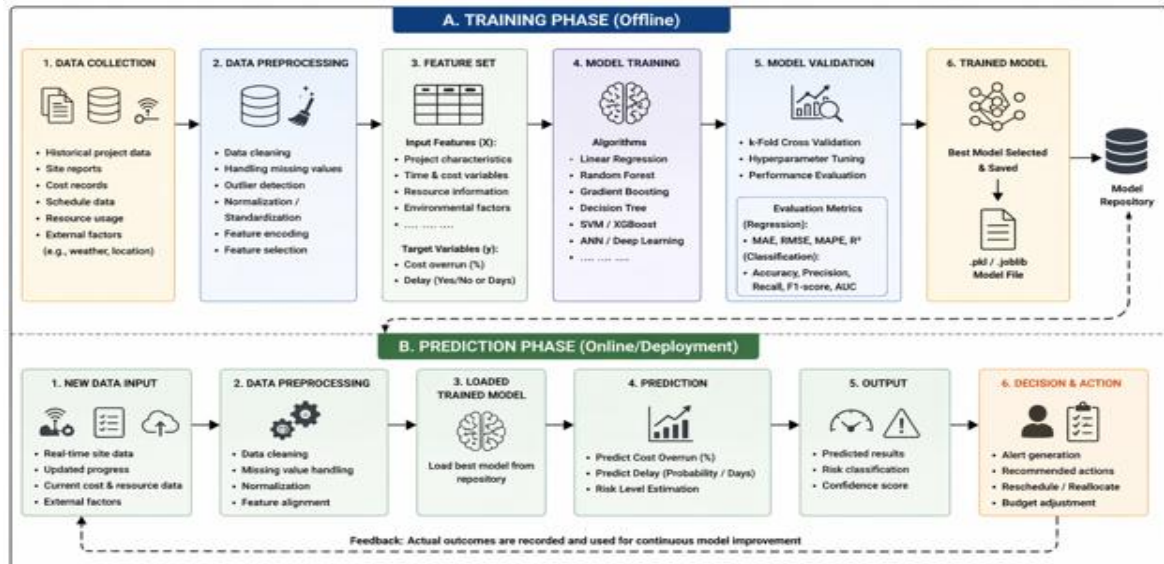 A. TRAINING PHASE (Offline)
1. DATA COLLECTION
• Historical project data
• Site reports
• Cost records
• Schedule data
• Resource usage
• External factors
(e.g., weather, location)
2. DATA PREPROCESSING
• Data cleaning
• Handling missing values
• Outlier detection
• Normalization /
Standardization
• Feature encoding
• Feature selection
3. FEATURE SET
Input Features (X):
• Project characteristics
• Time & cost variables
• Resource information
• Environmental factors
• .... .... ....
Target Variables (y):
• Cost overrun (%)
• Delay (Yes/No or Days)
4. MODEL TRAINING
Algorithms
• Linear Regression
• Random Forest
• Gradient Boosting
• Decision Tree
• SVM / XGBoost
• ANN / Deep Learning
• .... .... ....
5. MODEL VALIDATION
• k-Fold Cross Validation
• Hyperparameter Tuning
• Performance Evaluation
Evaluation Metrics
(Regression):
• MAE, RMSE, MAPE, R²
(Classification):
• Accuracy, Precision,
Recall, F1-score, AUC
6. TRAINED MODEL
Best Model Selected
& Saved
.pkl / .joblib
Model File
Model
Repository
B. PREDICTION PHASE (Online/Deployment)
1. NEW DATA INPUT
• Real-time site data
• Updated progress
• Current cost & resource data
• External factors
2. DATA PREPROCESSING
• Data cleaning
• Missing value handling
• Normalization
• Feature alignment
3. LOADED
TRAINED MODEL
Load best model from
repository
4. PREDICTION
• Predict Cost Overrun (%)
• Predict Delay (Probability / Days)
• Risk Level Estimation
5. OUTPUT
• Predicted results
• Risk classification
• Confidence score
6. DECISION & ACTION
• Alert generation
• Recommended actions
• Reschedule / Reallocate
• Budget adjustment
Feedback: Actual outcomes are recorded and used for continuous model improvement